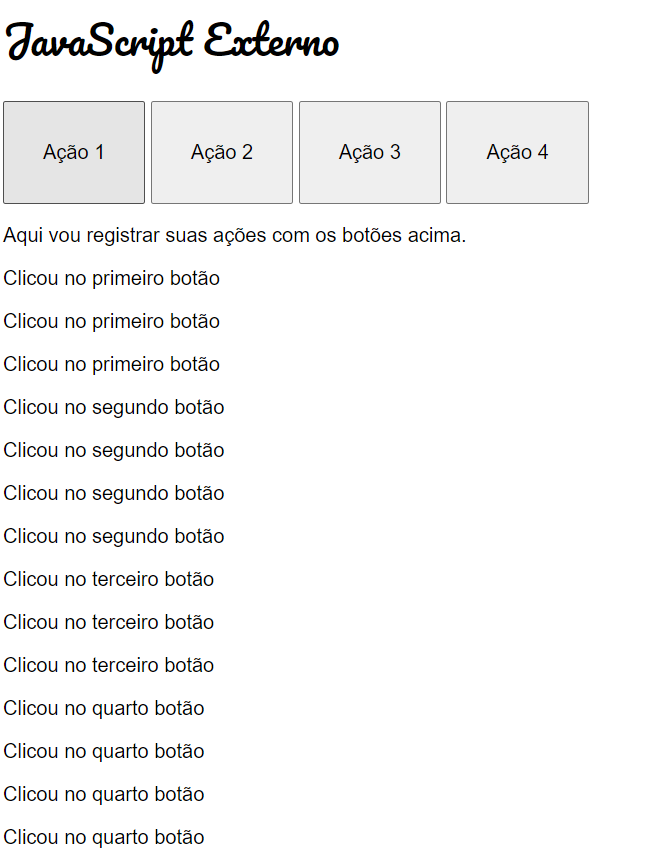 JavaScript Externo
Ação 1 Ação 2 Ação 3 Ação 4
Aqui vou registrar suas ações com os botões acima.
Clicou no primeiro botão
Clicou no primeiro botão
Clicou no primeiro botão
Clicou no segundo botão
Clicou no segundo botão
Clicou no segundo botão
Clicou no segundo botão
Clicou no terceiro botão
Clicou no terceiro botão
Clicou no terceiro botão
Clicou no quarto botão
Clicou no quarto botão
Clicou no quarto botão
Clicou no quarto botão